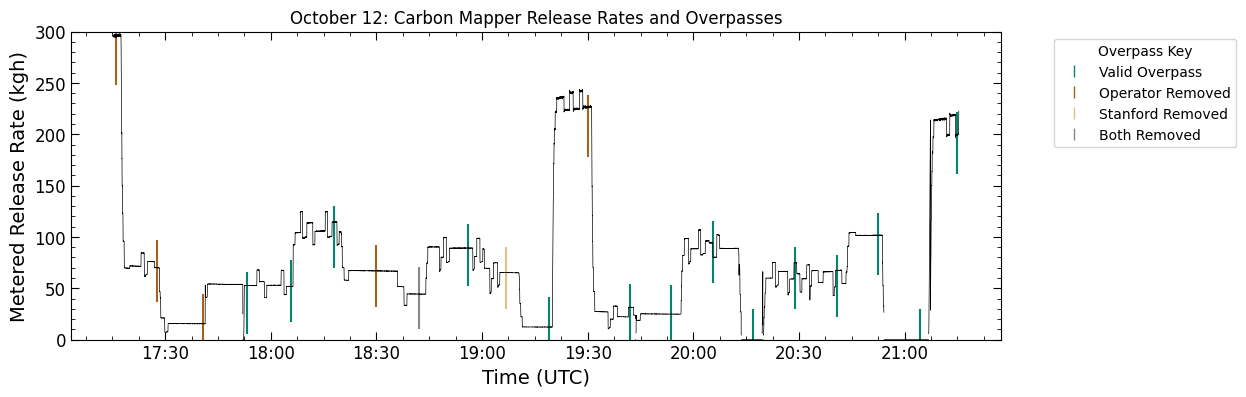 October 12: Carbon Mapper Release Rates and Overpasses
Metered Release Rate (kgh)
300
250
200
150
100
50
0
17:30
18:00
18:30
19:00
19:30
20:00
20:30
21:00
Time (UTC)
Overpass Key
Valid Overpass
Operator Removed
Stanford Removed
Both Removed